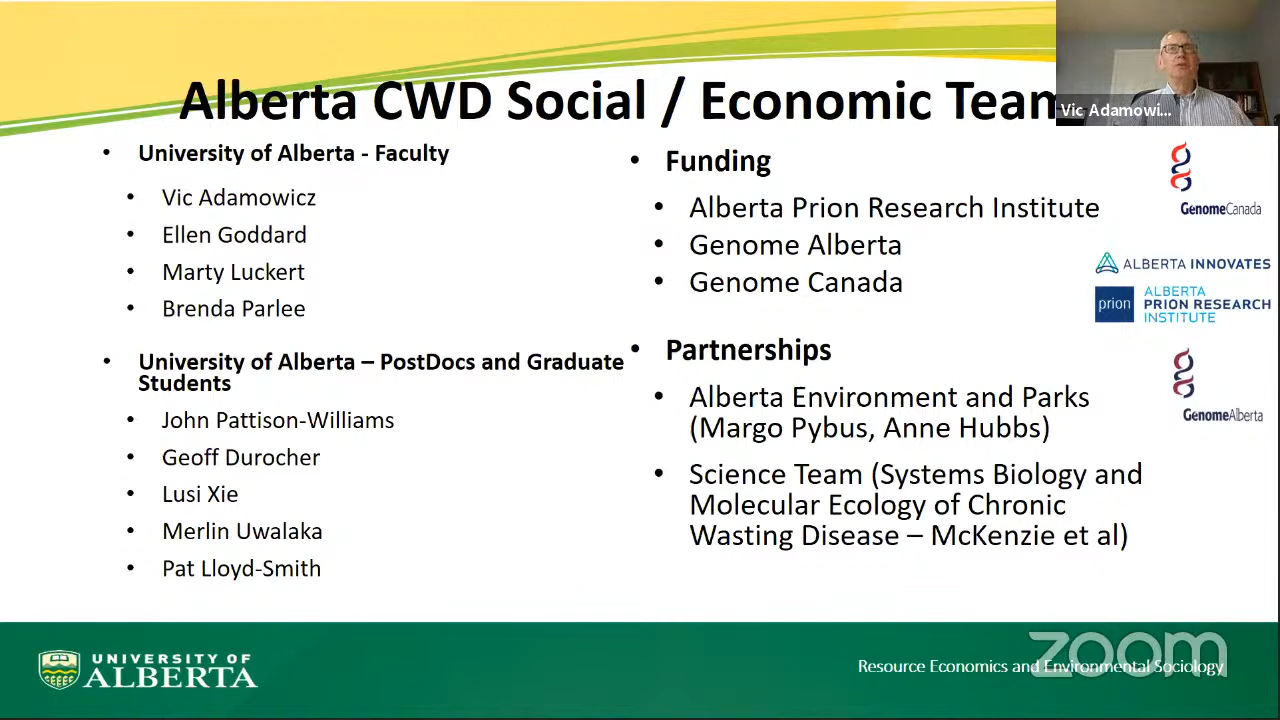 Alberta CWD Social / Economic Team
Vic Adamowi...
• University of Alberta - Faculty
• Vic Adamowicz
• Ellen Goddard
• Marty Luckert
• Brenda Parlee
• University of Alberta – PostDocs and Graduate
Students
• John Pattison-Williams
• Geoff Durocher
• Lusi Xie
• Merlin Uwalaka
• Pat Lloyd-Smith
• Funding
• Alberta Prion Research Institute
• Genome Alberta
• Genome Canada
• Partnerships
• Alberta Environment and Parks
(Margo Pybus, Anne Hubbs)
• Science Team (Systems Biology and
Molecular Ecology of Chronic
Wasting Disease – McKenzie et al)
GenomeCanada
ALBERTA INNOVATES
prion
ALBERTA
PRION RESEARCH
INSTITUTE
GenomeAlberta
UNIVERSITY OF
ALBERTA
Resource Economics and Environmental Sociology
zoom